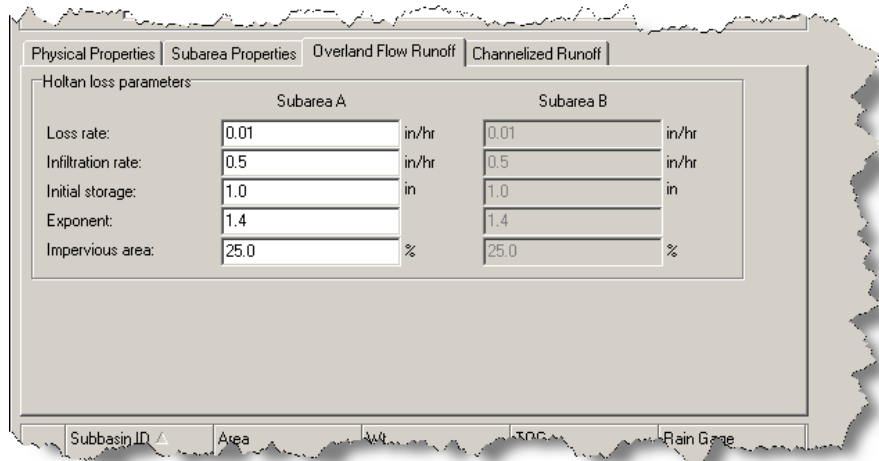 Physical Properties Subarea Properties Overland Flow Runoff Channelized Runoff
Holtan loss parameters
Subarea A Subarea B
Loss rate: 0.01 in/hr 0.01 in/hr
Infiltration rate: 0.5 in/hr 0.5 in/hr
Initial storage: 1.0 in 1.0 in
Exponent: 1.4 1.4
Impervious area: 25.0 % 25.0 %
Subbasin ID Area Rain Gage